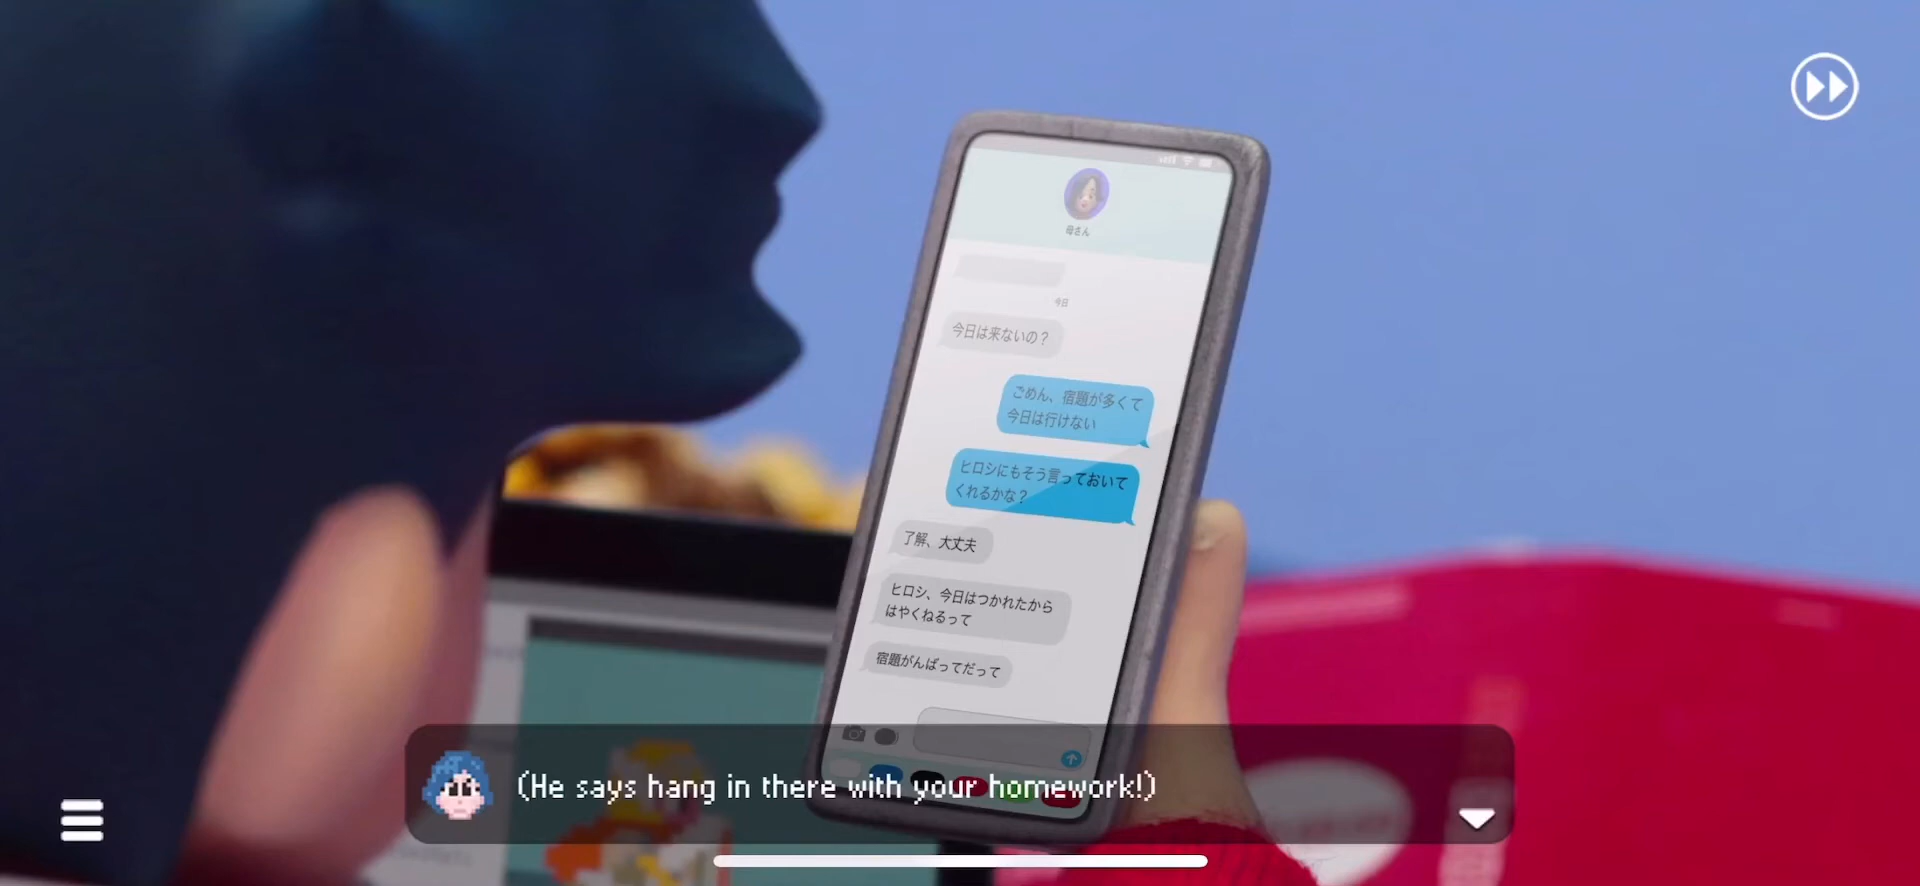 母さん
今日
今日は来ないの？
ごめん、宿題が多くて
今日は行けない
ヒロシにもそう言っておいて
くれるかな？
了解、大丈夫
ヒロシ、今日はつかれたから
はやくねるって
宿題がんばってだって
(He says hang in there with your homework!)